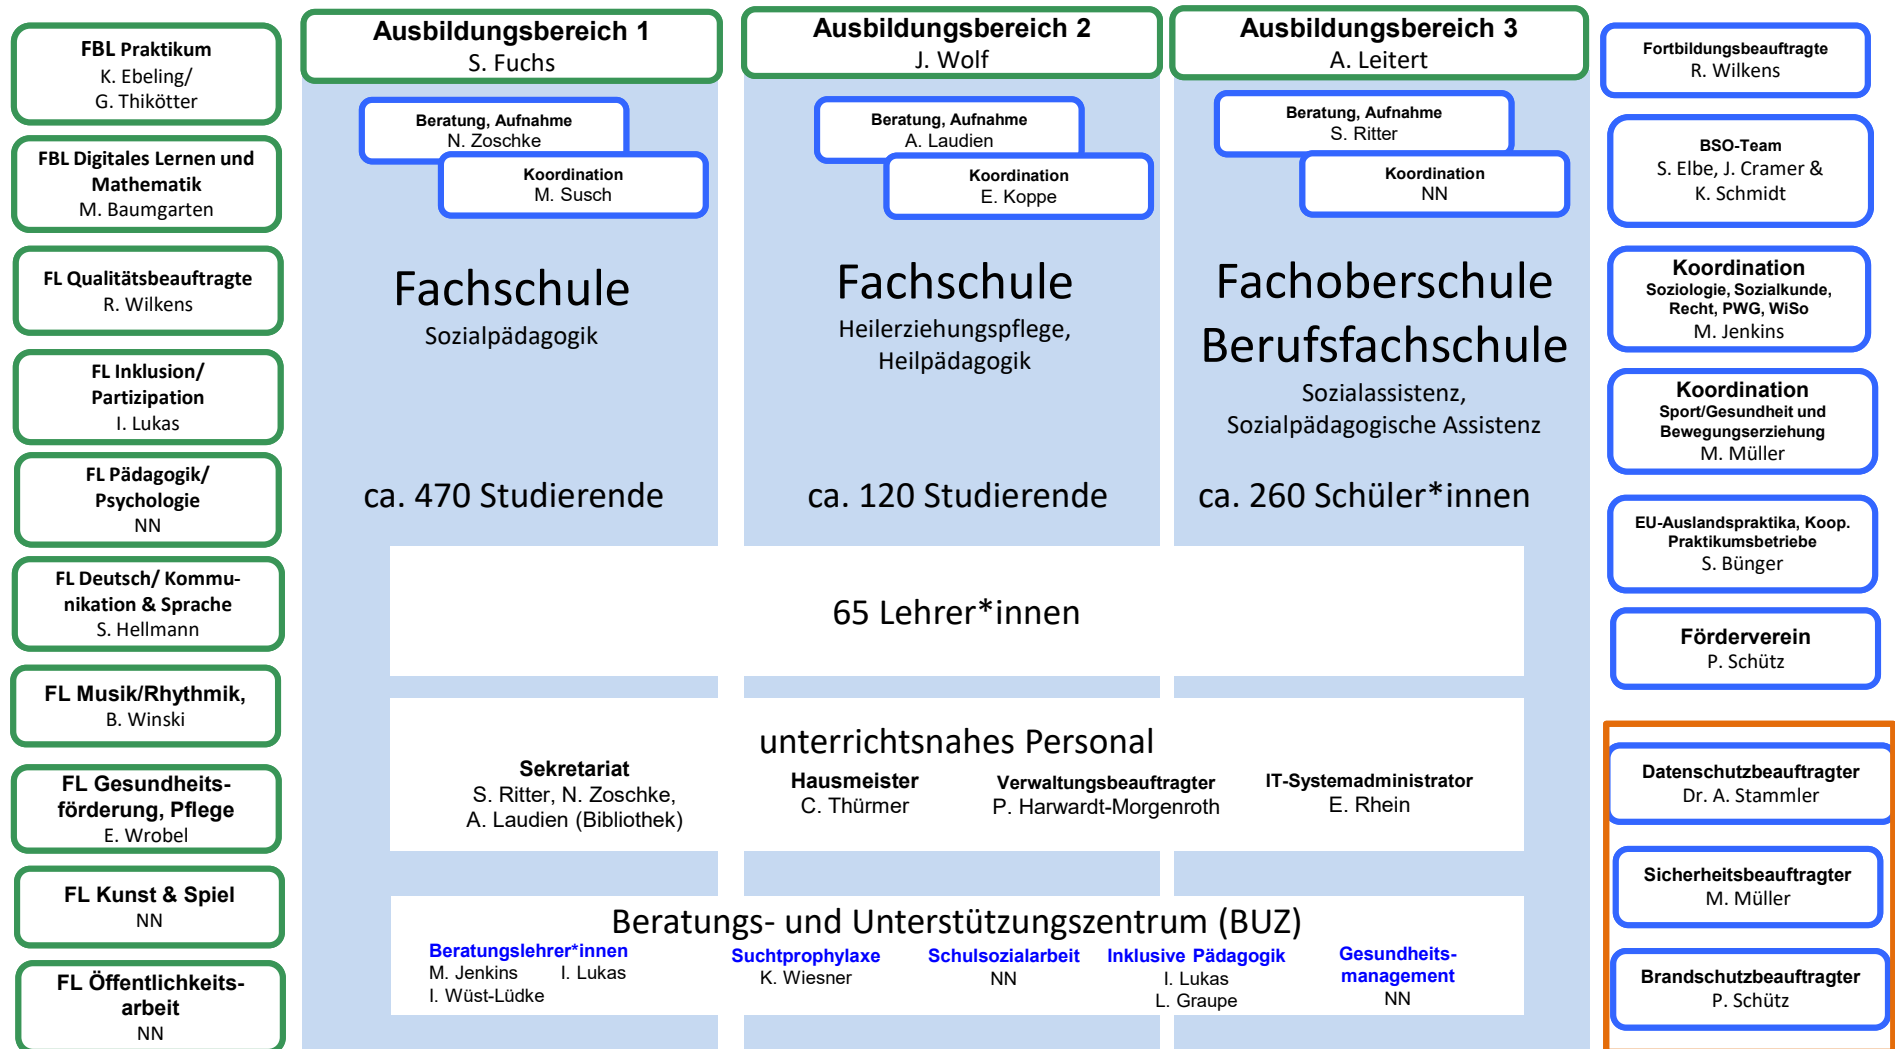 FBL Praktikum
K. Ebeling/
G. Thikötter
FBL Digitales Lernen und
Mathematik
M. Baumgarten
FL Qualitätsbeauftragte
R. Wilkens
FL Inklusion/
Partizipation
I. Lukas
FL Pädagogik/
Psychologie
NN
FL Deutsch/ Kommu-
nikation & Sprache
S. Hellmann
FL Musik/Rhythmik,
B. Winski
FL Gesundheits-
förderung, Pflege
E. Wrobel
FL Kunst & Spiel
NN
FL Öffentlichkeits-
arbeit
NN
Ausbildungsbereich 1
S. Fuchs
Beratung, Aufnahme
N. Zoschke
Koordination
M. Susch
Fachschule
Sozialpädagogik
ca. 470 Studierende
Ausbildungsbereich 2
J. Wolf
Beratung, Aufnahme
A. Laudien
Koordination
E. Koppe
Fachschule
Heilerziehungspflege,
Heilpädagogik
ca. 120 Studierende
Ausbildungsbereich 3
A. Leitert
Beratung, Aufnahme
S. Ritter
Koordination
NN
Fachoberschule
Berufsfachschule
Sozialassistenz,
Sozialpädagogische Assistenz
ca. 260 Schüler*innen
65 Lehrer*innen
unterrichtsnahes Personal
Sekretariat
S. Ritter, N. Zoschke,
A. Laudien (Bibliothek)
Hausmeister
C. Thürmer
Verwaltungsbeauftragter
P. Harwardt-Morgenroth
IT-Systemadministrator
E. Rhein
Beratungs- und Unterstützungszentrum (BUZ)
Beratungslehrer*innen
M. Jenkins I. Lukas
I. Wüst-Lüdke
Suchtprophylaxe
K. Wiesner
Schulsozialarbeit
NN
Inklusive Pädagogik
I. Lukas
L. Graupe
Gesundheits-
management
NN
Fortbildungsbeauftragte
R. Wilkens
BSO-Team
S. Elbe, J. Cramer &
K. Schmidt
Koordination
Soziologie, Sozialkunde,
Recht, PWG, WiSo
M. Jenkins
Koordination
Sport/Gesundheit und
Bewegungserziehung
M. Müller
EU-Auslandspraktika, Koop.
Praktikumsbetriebe
S. Bünger
Förderverein
P. Schütz
Datenschutzbeauftragter
Dr. A. Stammler
Sicherheitsbeauftragter
M. Müller
Brandschutzbeauftragter
P. Schütz